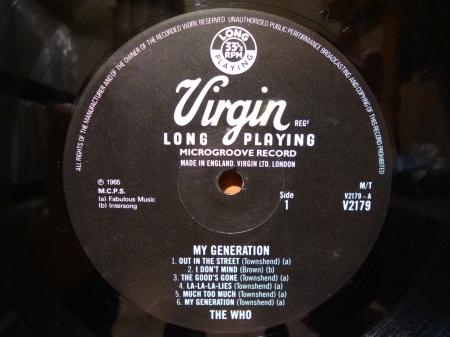 ALL RIGHTS OF THE MANUFACTURER AND OF THE OWNER OF THE RECORDED WORK RESERVED. UNAUTHORISED PUBLIC PERFORMANCE BROADCASTING AND COPYING OF THIS RECORD PROHIBITED
LONG
33⅓
RPM
PLAYING
Virgin REGᵈ
LONG PLAYING
MICROGROOVE RECORD
MADE IN ENGLAND. VIRGIN LTD. LONDON
℗ 1965
M.C.P.S.
(a) Fabulous Music
(b) Intersong
Side
1
M/T
V2179 - A
V2179
MY GENERATION
1. OUT IN THE STREET (Townshend) (a)
2. I DON'T MIND (Brown) (b)
3. THE GOOD'S GONE (Townshend) (a)
4. LA-LA-LA-LIES (Townshend) (a)
5. MUCH TOO MUCH (Townshend) (a)
6. MY GENERATION (Townshend) (a)
THE WHO